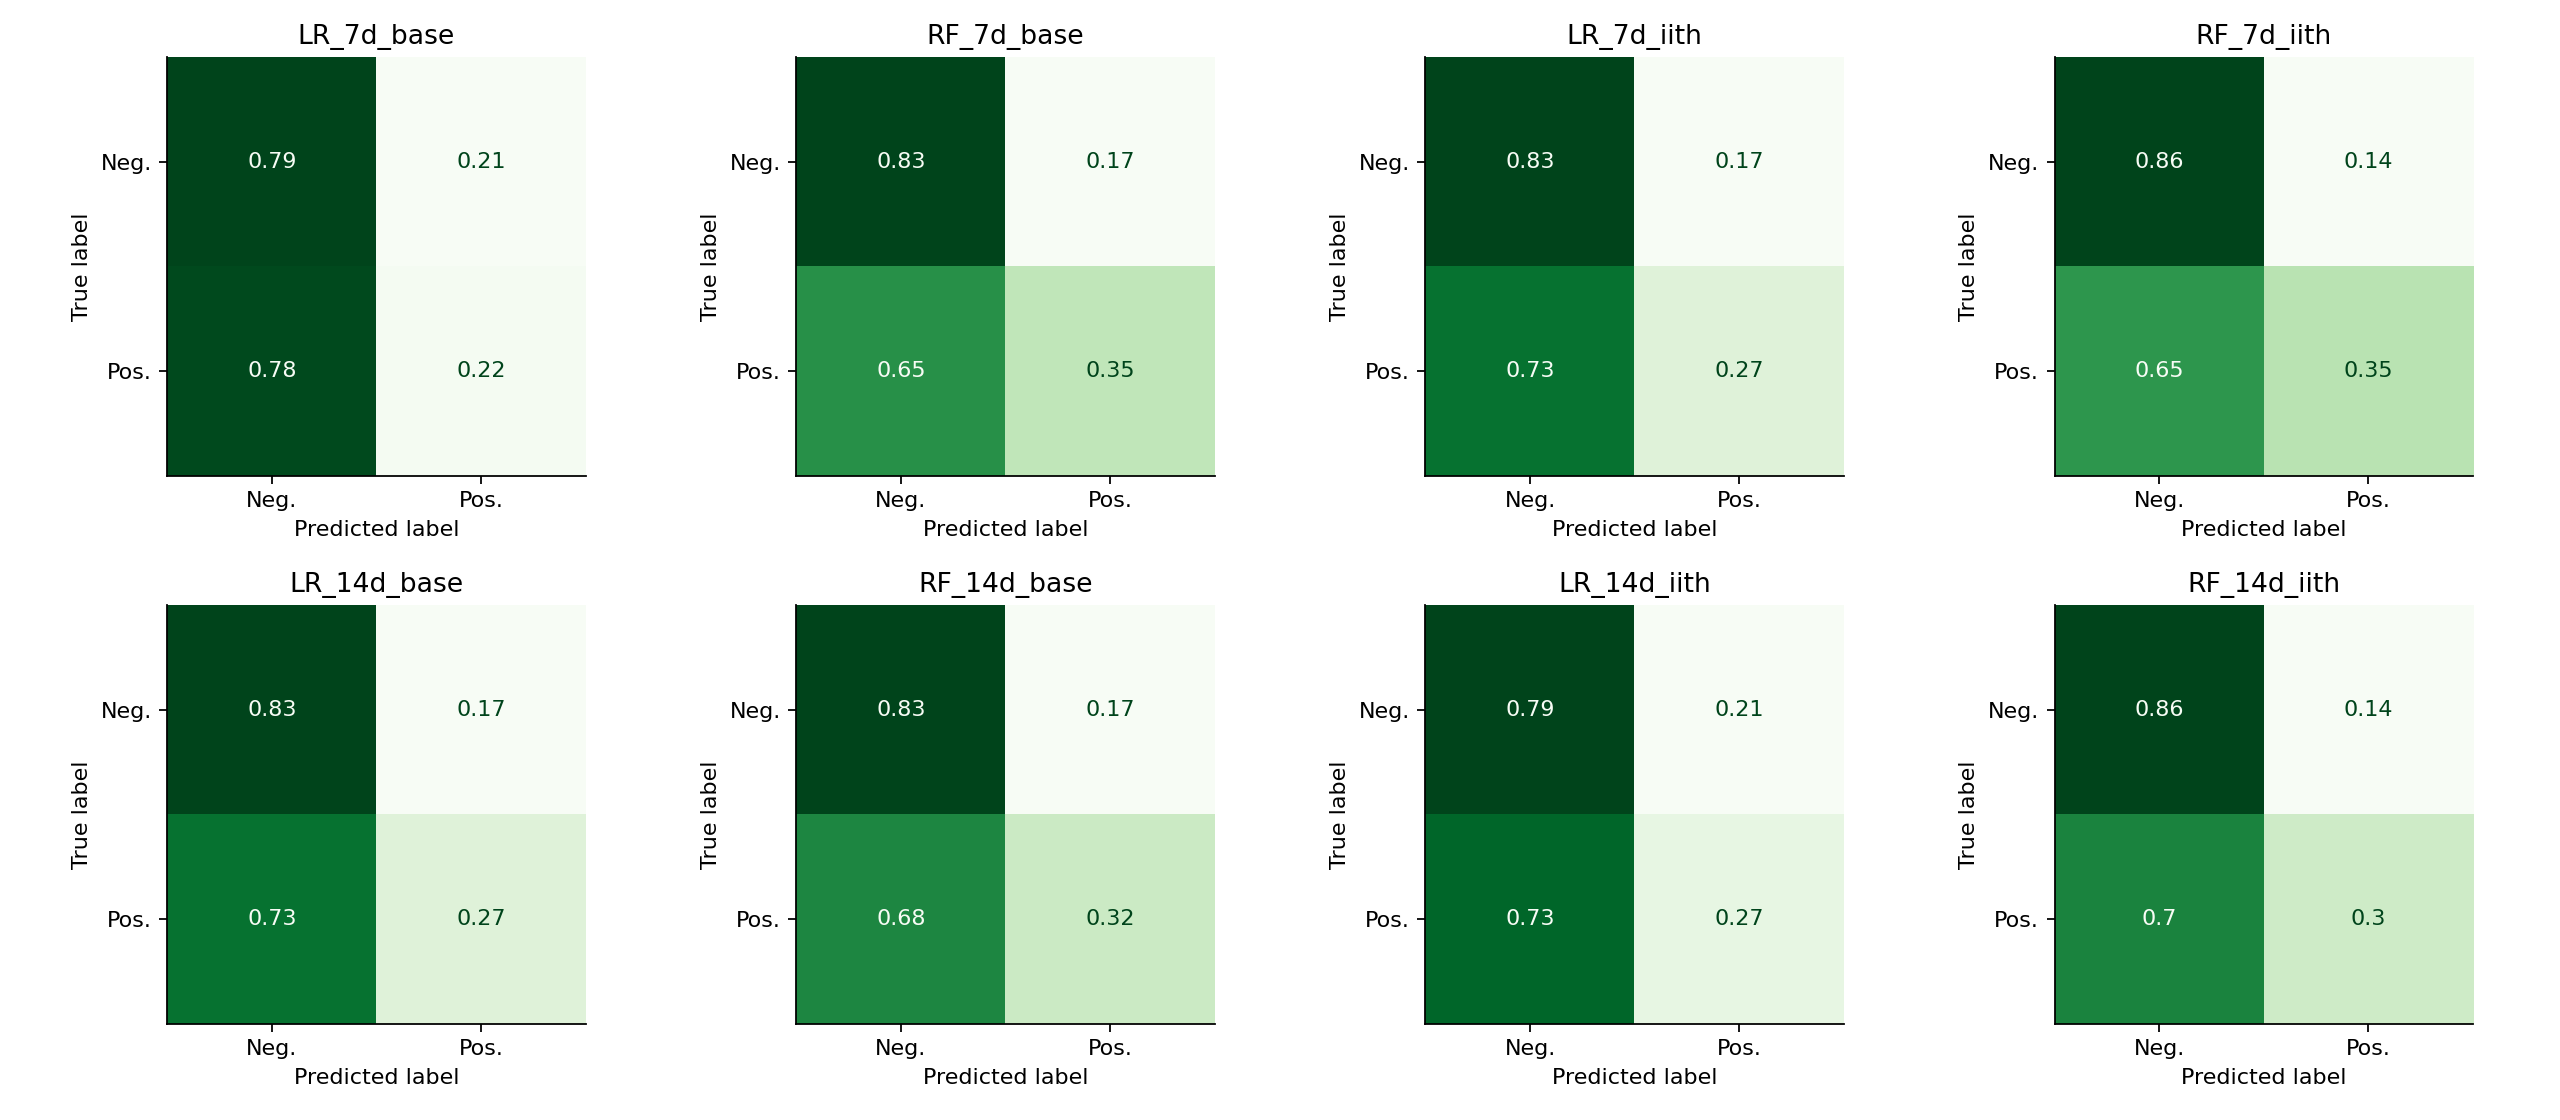 LR_7d_base
True label
Neg.
0.79
0.21
Pos.
0.78
0.22
Neg.
Pos.
Predicted label
RF_7d_base
True label
Neg.
0.83
0.17
Pos.
0.65
0.35
Neg.
Pos.
Predicted label
LR_7d_iith
True label
Neg.
0.83
0.17
Pos.
0.73
0.27
Neg.
Pos.
Predicted label
RF_7d_iith
True label
Neg.
0.86
0.14
Pos.
0.65
0.35
Neg.
Pos.
Predicted label
LR_14d_base
True label
Neg.
0.83
0.17
Pos.
0.73
0.27
Neg.
Pos.
Predicted label
RF_14d_base
True label
Neg.
0.83
0.17
Pos.
0.68
0.32
Neg.
Pos.
Predicted label
LR_14d_iith
True label
Neg.
0.79
0.21
Pos.
0.73
0.27
Neg.
Pos.
Predicted label
RF_14d_iith
True label
Neg.
0.86
0.14
Pos.
0.7
0.3
Neg.
Pos.
Predicted label